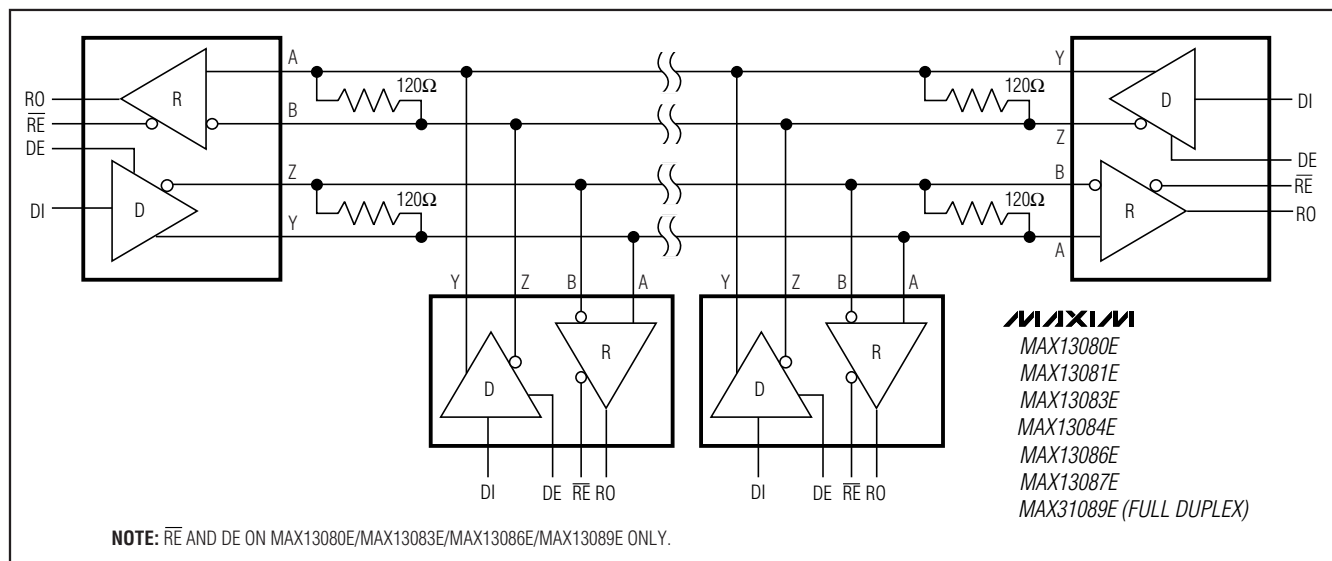 A
Y
120Ω
120Ω
RO
R
D
DI
RE
B
Z
DE
DE
Z
B
RE
120Ω
120Ω
DI
D
R
RO
Y
A
Y
Z
B
A
Y
Z
B
A
MAXIM
MAX13080E
MAX13081E
MAX13083E
MAX13084E
MAX13086E
MAX13087E
MAX31089E (FULL DUPLEX)
D
R
D
R
DI
DE
RE
RO
DI
DE
RE
RO
NOTE: RE AND DE ON MAX13080E/MAX13083E/MAX13086E/MAX13089E ONLY.